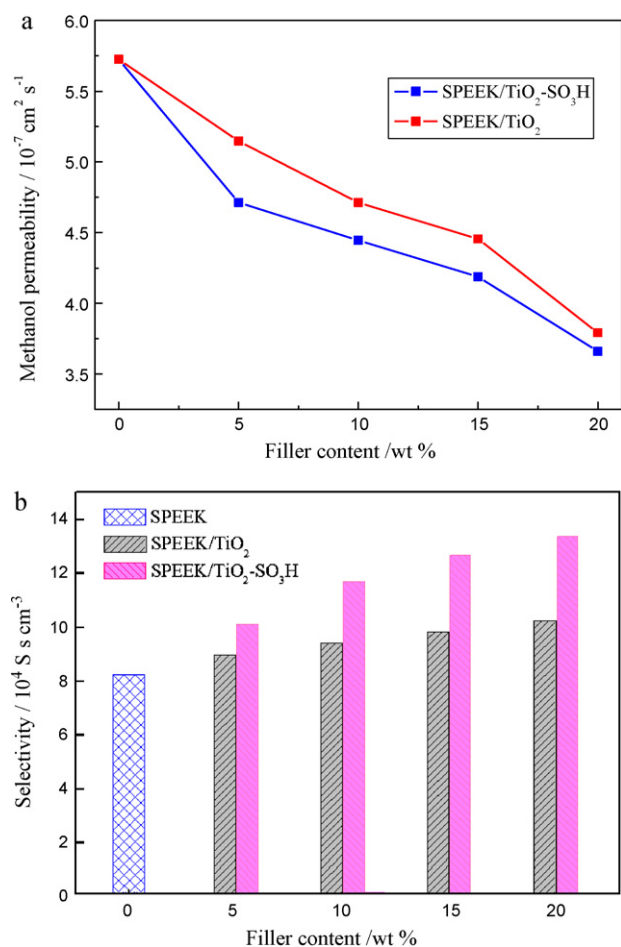 a
6.0
5.5
5.0
4.5
4.0
3.5
Methanol permeability / 10⁻⁷ cm² s⁻¹
SPEEK/TiO₂-SO₃H
SPEEK/TiO₂
0 5 10 15 20
Filler content /wt %
b
14
12
10
8
6
4
2
0
Selectivity / 10⁴ S s cm⁻³
SPEEK
SPEEK/TiO₂
SPEEK/TiO₂-SO₃H
0 5 10 15 20
Filler content /wt %